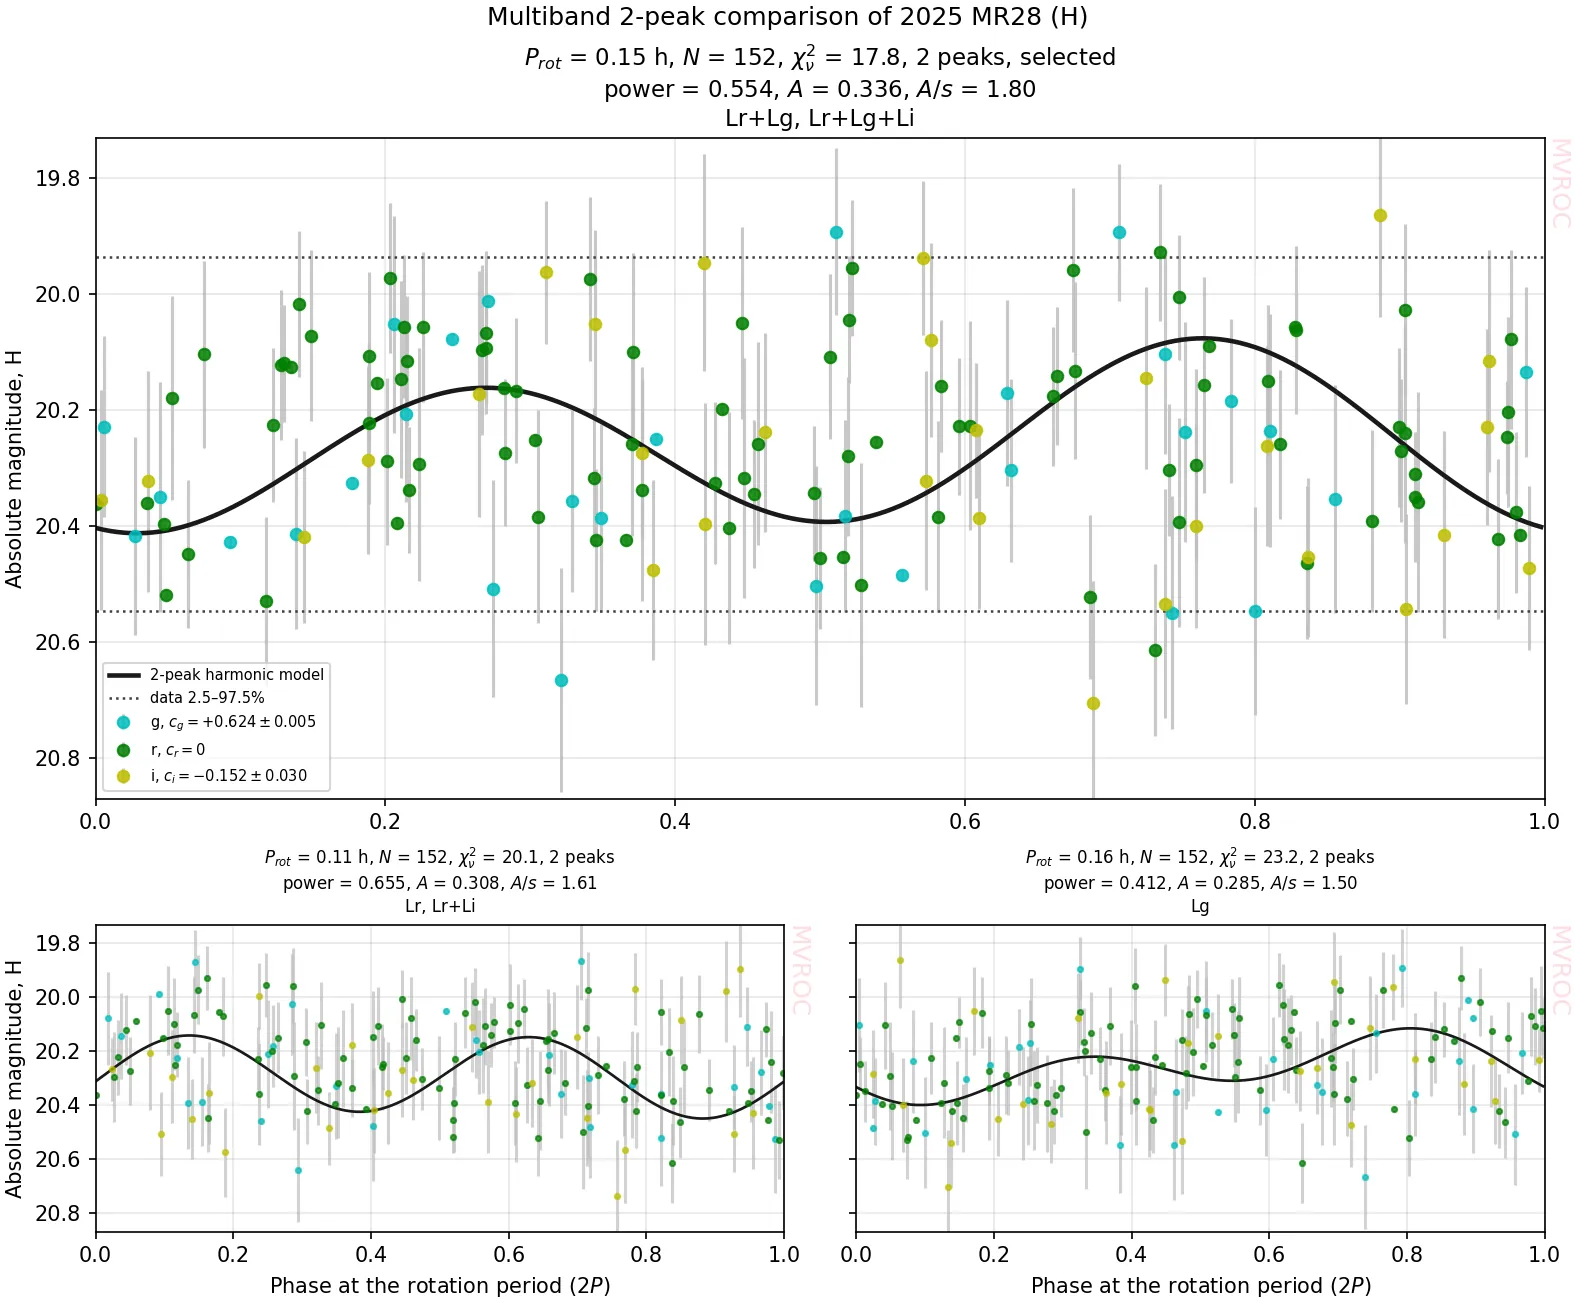 Multiband 2-peak comparison of 2025 MR28 (H)
P_rot = 0.15 h, N = 152, χ²_ν = 17.8, 2 peaks, selected
power = 0.554, A = 0.336, A/s = 1.80
Lr+Lg, Lr+Lg+Li
MVROC
Absolute magnitude, H
19.8
20.0
20.2
20.4
20.6
20.8
2-peak harmonic model
data 2.5–97.5%
g, c_g = +0.624 ± 0.005
r, c_r = 0
i, c_i = −0.152 ± 0.030
0.0 0.2 0.4 0.6 0.8 1.0
P_rot = 0.11 h, N = 152, χ²_ν = 20.1, 2 peaks
power = 0.655, A = 0.308, A/s = 1.61
Lr, Lr+Li
MVROC
Absolute magnitude, H
19.8
20.0
20.2
20.4
20.6
20.8
0.0 0.2 0.4 0.6 0.8 1.0
Phase at the rotation period (2P)
P_rot = 0.16 h, N = 152, χ²_ν = 23.2, 2 peaks
power = 0.412, A = 0.285, A/s = 1.50
Lg
MVROC
0.0 0.2 0.4 0.6 0.8 1.0
Phase at the rotation period (2P)